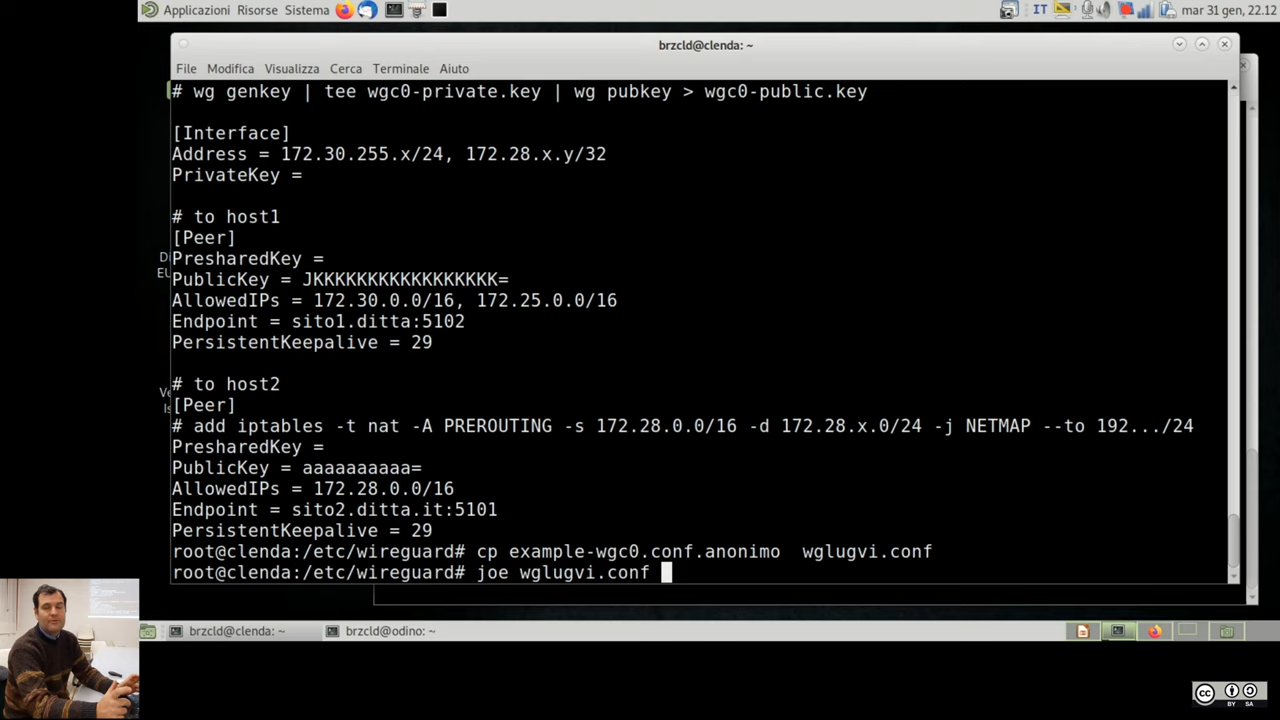 Applicazioni Risorse Sistema
IT
mar 31 gen, 22.12
brzcld@clenda: ~
File Modifica Visualizza Cerca Terminale Aiuto
# wg genkey | tee wgc0-private.key | wg pubkey > wgc0-public.key
[Interface]
Address = 172.30.255.x/24, 172.28.x.y/32
PrivateKey =
# to host1
[Peer]
PresharedKey =
PublicKey = JKKKKKKKKKKKKKKKKK=
AllowedIPs = 172.30.0.0/16, 172.25.0.0/16
Endpoint = sito1.ditta:5102
PersistentKeepalive = 29
# to host2
[Peer]
# add iptables -t nat -A PREROUTING -s 172.28.0.0/16 -d 172.28.x.0/24 -j NETMAP --to 192.../24
PresharedKey =
PublicKey = aaaaaaaaaa=
AllowedIPs = 172.28.0.0/16
Endpoint = sito2.ditta.it:5101
PersistentKeepalive = 29
root@clenda:/etc/wireguard# cp example-wgc0.conf.anonimo  wglugvi.conf
root@clenda:/etc/wireguard# joe wglugvi.conf
brzcld@clenda: ~
brzcld@odino: ~
cc
BY SA